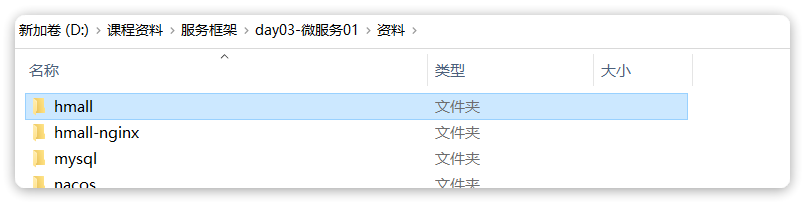 新加卷 (D:) › 课程资料 › 服务框架 › day03-微服务01 › 资料 ›
名称 类型 大小
hmall 文件夹
hmall-nginx 文件夹
mysql 文件夹
nacos 文件夹